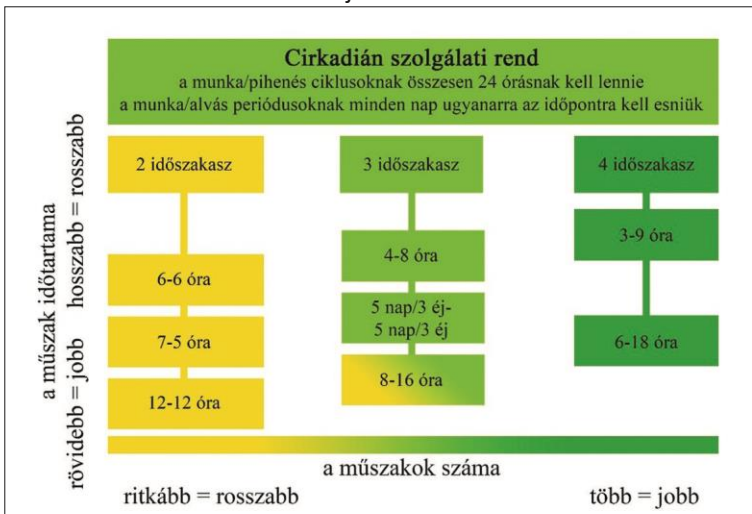 Cirkadián szolgálati rend
a munka/pihenés ciklusoknak összesen 24 órásnak kell lennie
a munka/alvás periódusoknak minden nap ugyanarra az időpontra kell esniük
2 időszakasz
3 időszakasz
4 időszakasz
6-6 óra
7-5 óra
12-12 óra
4-8 óra
5 nap/3 éj-
5 nap/3 éj
8-16 óra
3-9 óra
6-18 óra
a műszak időtartama
rövidebb = jobb
hosszabb = rosszabb
a műszakok száma
ritkább = rosszabb
több = jobb